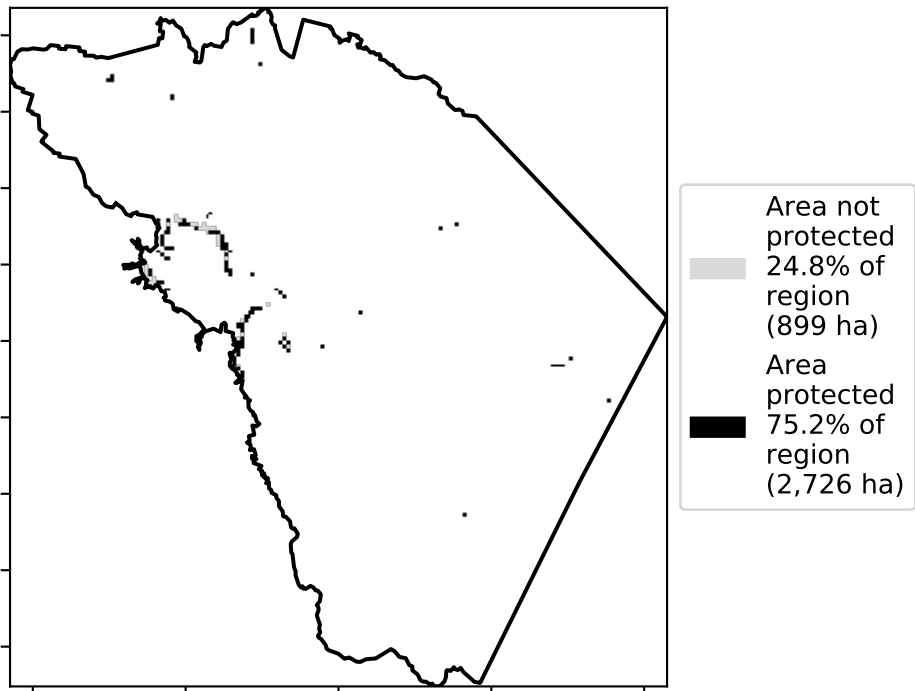 Area not
protected
24.8% of
region
(899 ha)
Area
protected
75.2% of
region
(2,726 ha)